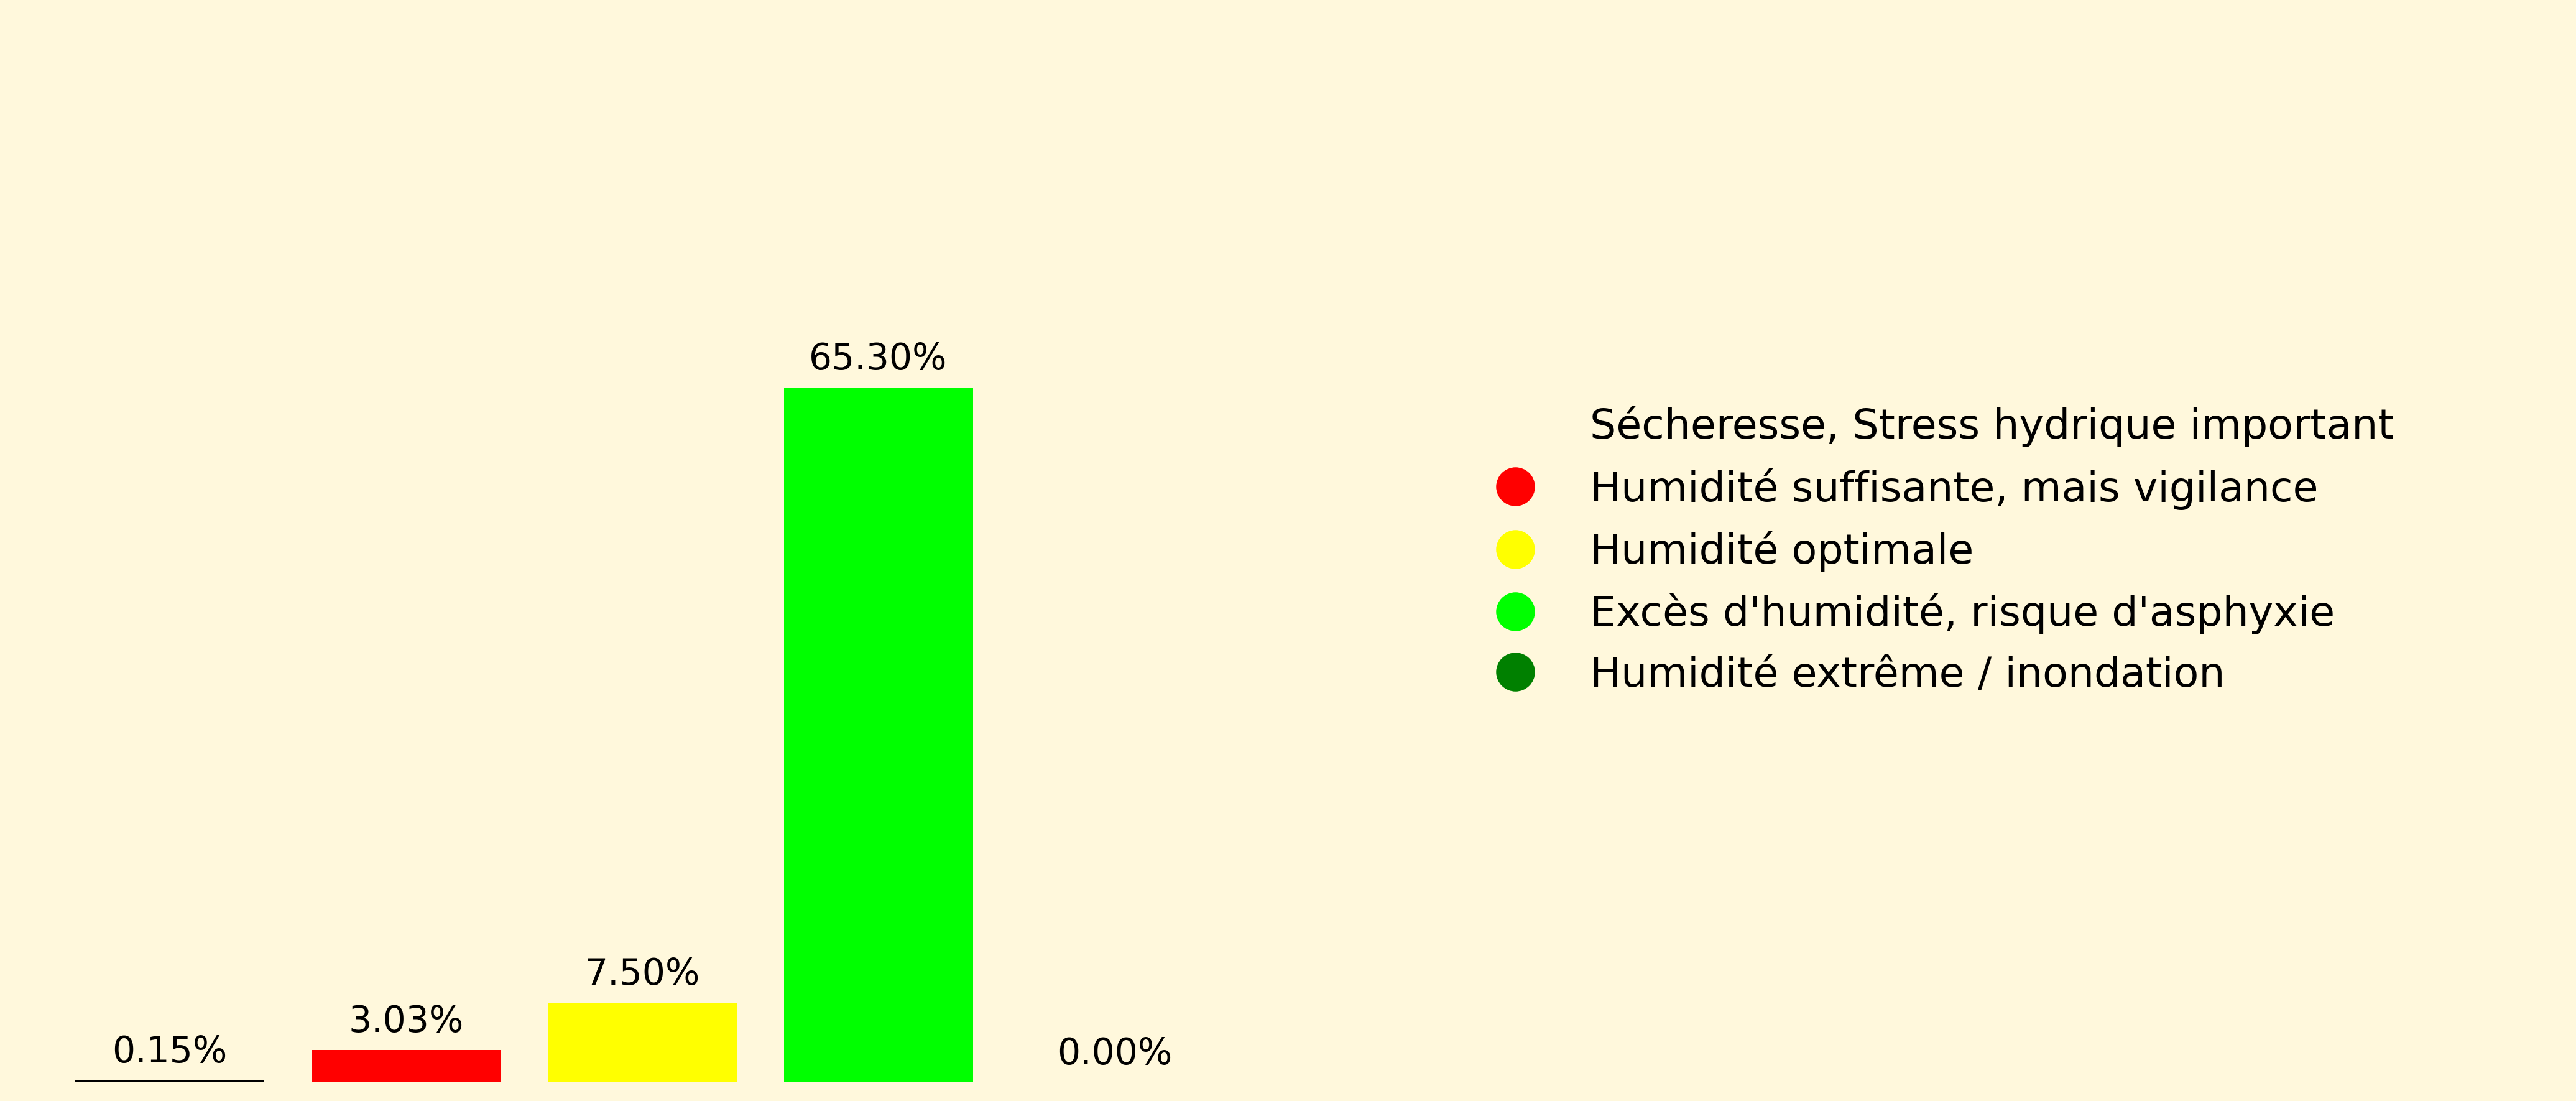 65.30%
7.50%
3.03%
0.15%
0.00%
Sécheresse, Stress hydrique important
Humidité suffisante, mais vigilance
Humidité optimale
Excès d'humidité, risque d'asphyxie
Humidité extrême / inondation